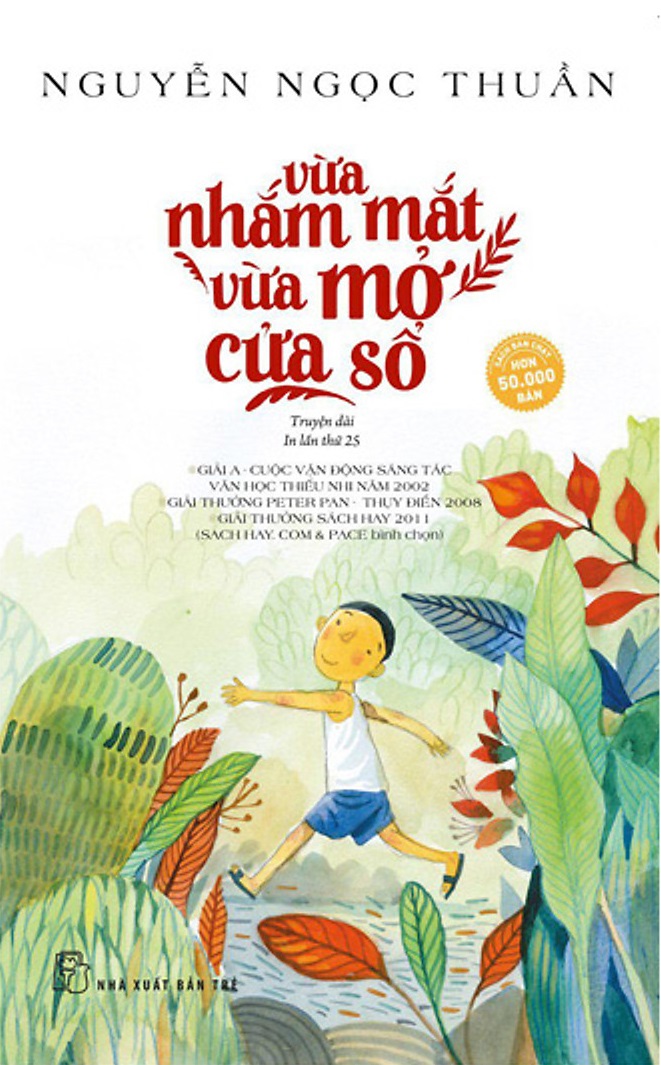 NGUYỄN NGỌC THUẦN
vừa
nhắm mắt
vừa mở
cửa sổ
SÁCH BÁN CHẠY
HƠN
50.000
BẢN
Truyện dài
In lần thứ 25
GIẢI A - CUỘC VẬN ĐỘNG SÁNG TÁC
VĂN HỌC THIẾU NHI NĂM 2002
GIẢI THƯỞNG PETER PAN - THỤY ĐIỂN 2008
GIẢI THƯỞNG SÁCH HAY 2011
(SACH HAY. COM & PACE bình chọn)
NHÀ XUẤT BẢN TRẺ